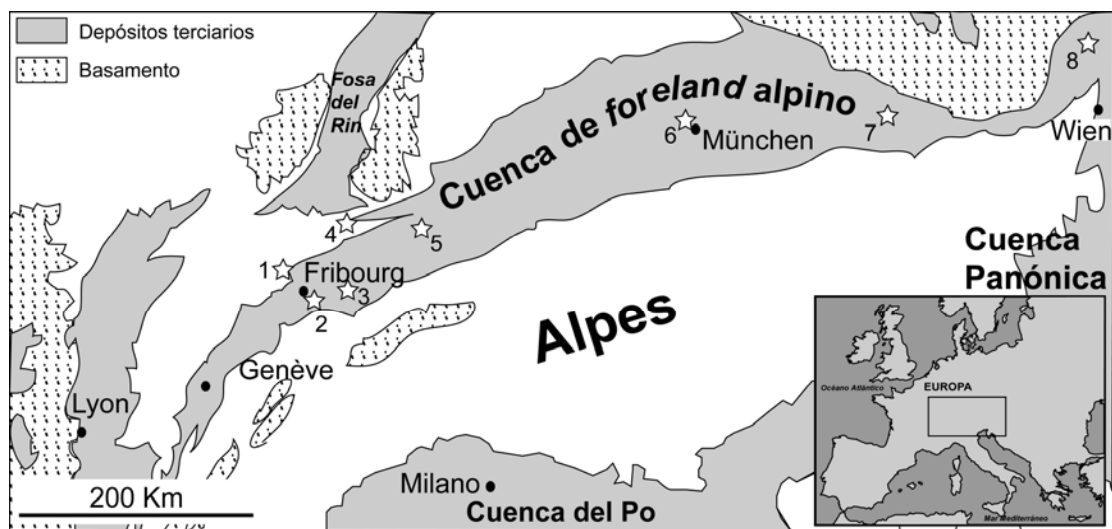 Depósitos terciarios
Basamento
Fosa
del
Rin
Cuenca de foreland alpino
8
Wien
6
München
7
4
5
1
Fribourg
3
2
Cuenca
Panónica
Alpes
Genève
Lyon
Milano
Cuenca del Po
200 Km
Océano Atlántico
EUROPA
Mar Mediterráneo